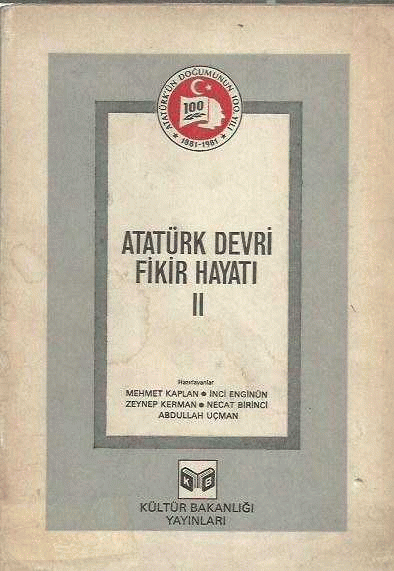 ATATÜRK'ÜN DOĞUMUNUN 100. YILI
100
1881-1981
ATATÜRK DEVRİ
FİKİR HAYATI
II
Hazırlayanlar
MEHMET KAPLAN ● İNCİ ENGİNÜN
ZEYNEP KERMAN ● NECAT BİRİNCİ
ABDULLAH UÇMAN
K B
KÜLTÜR BAKANLIĞI
YAYINLARI